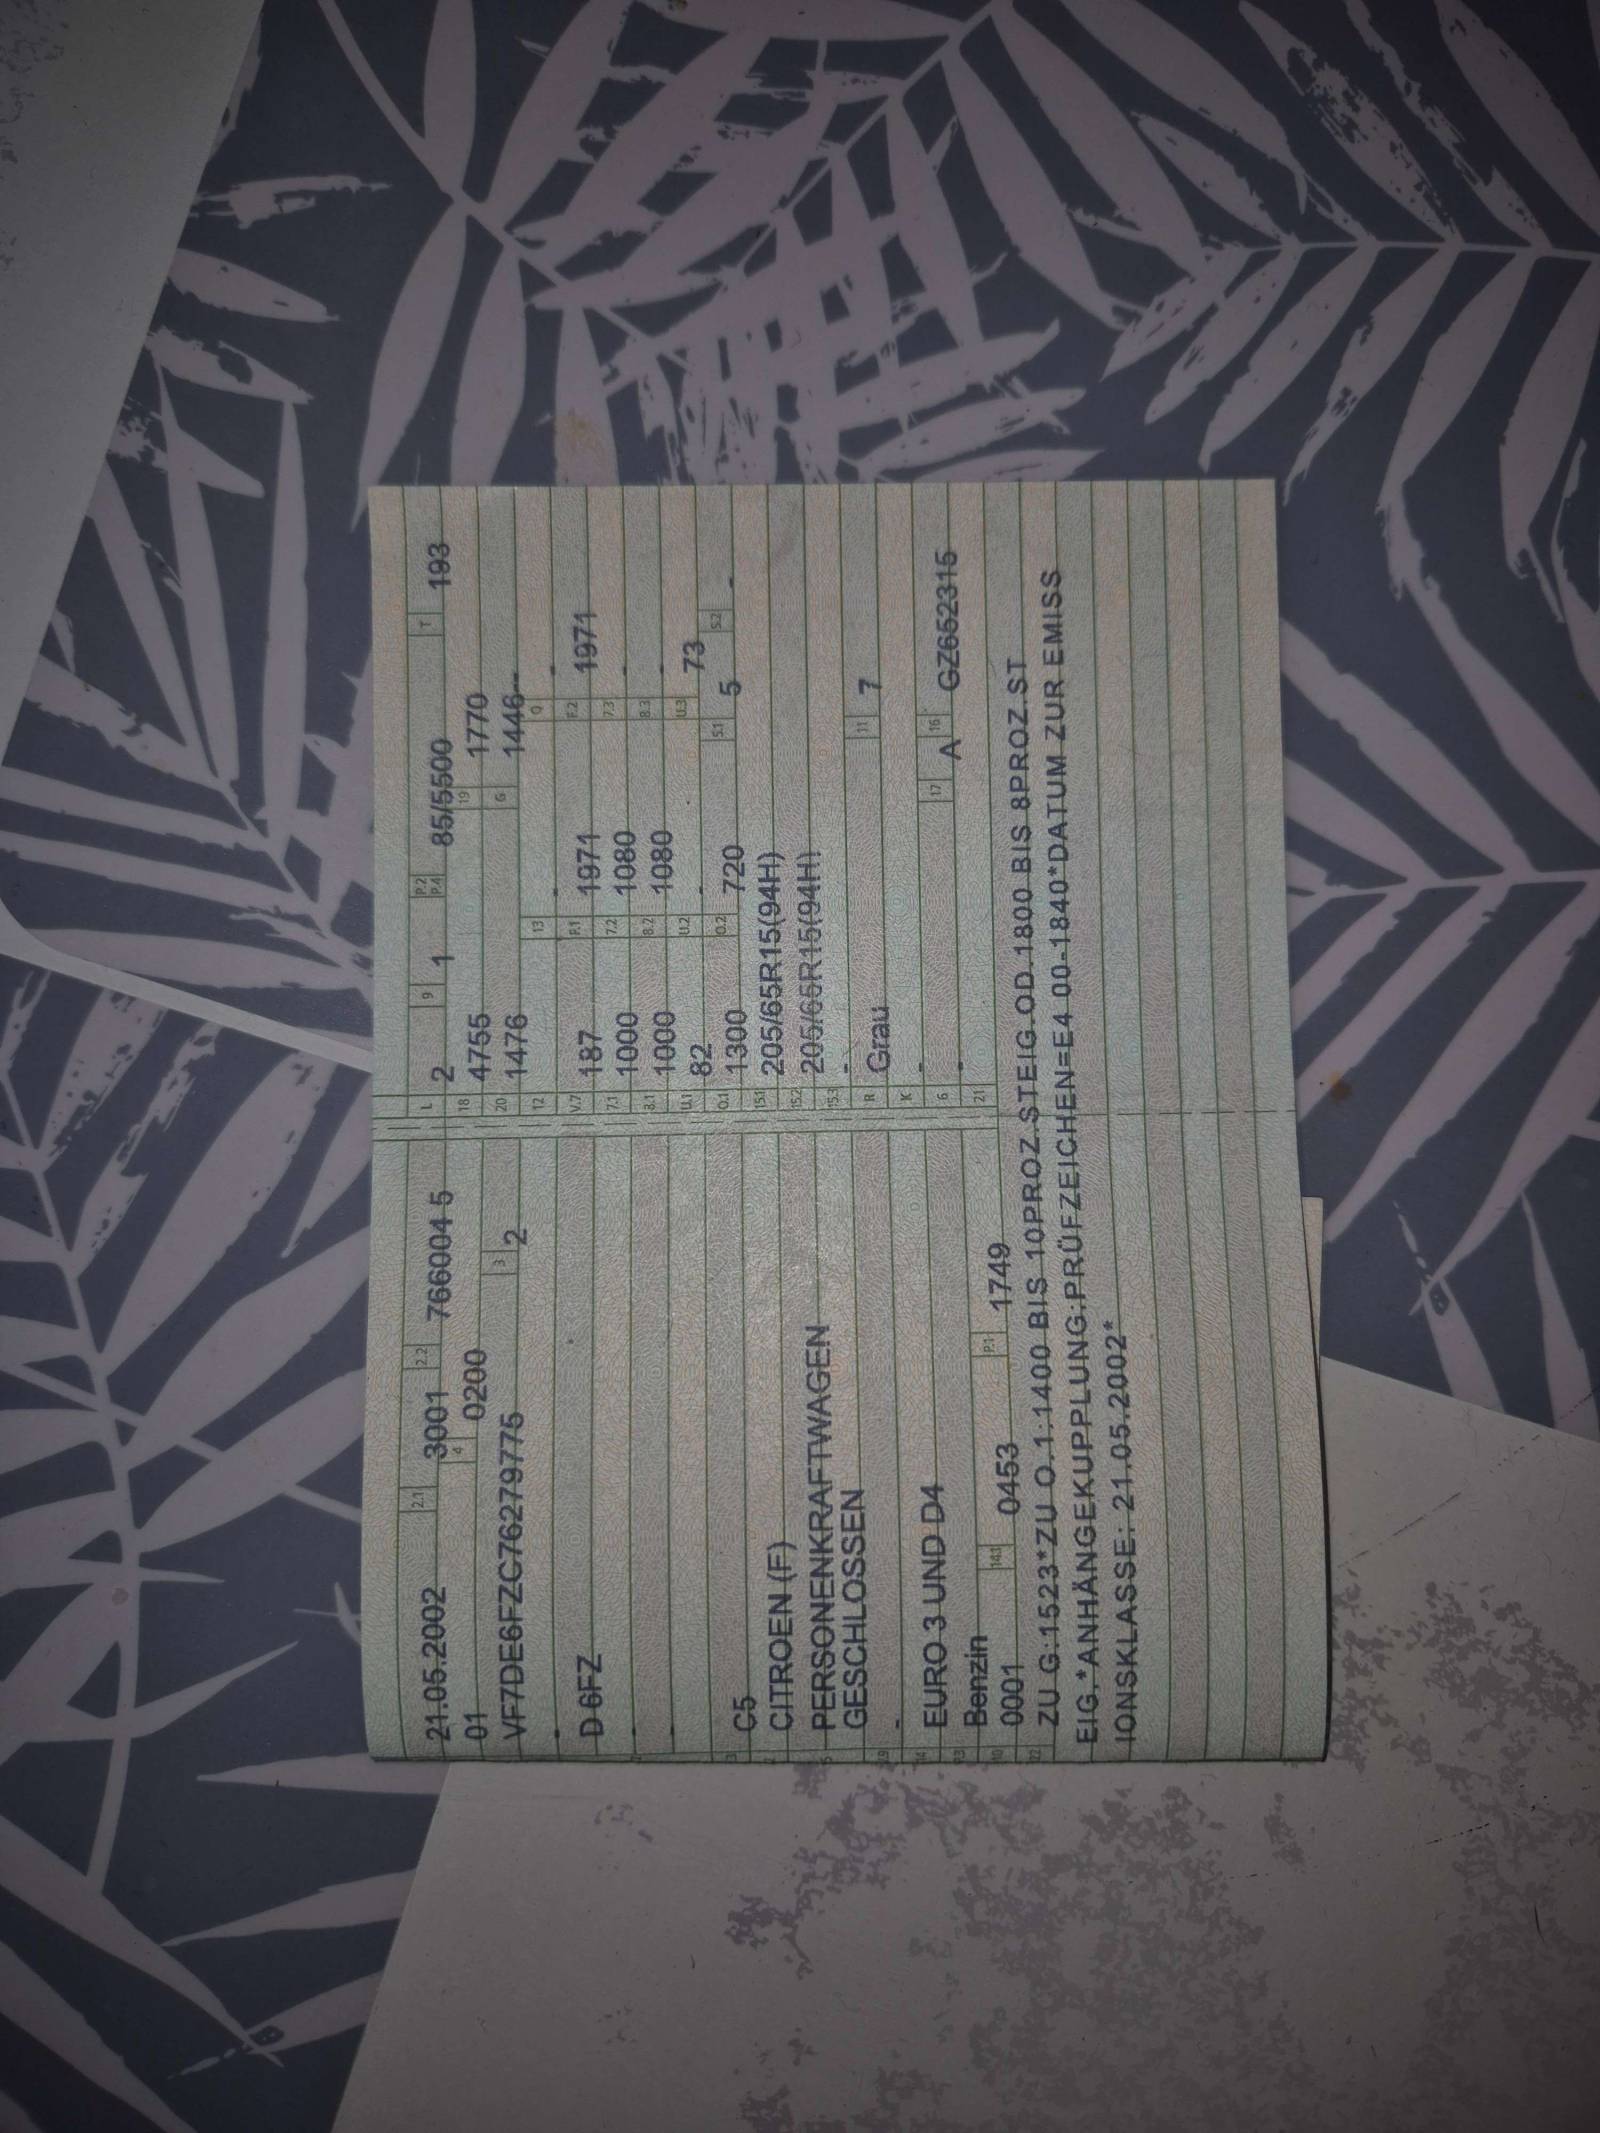 2.1 2.2
21.05.2002 3001 766004 5
4
01 0200
3
VF7DE6FZC76279775 2
-
D 6FZ
-
-
C5
CITROEN (F)
PERSONENKRAFTWAGEN
GESCHLOSSEN
-
EURO 3 UND D4
Benzin
14.1 P.1
0001 0453 1749
L 9 P.2 P.4 T
2 1 85/5500 193
18 19
4755 1770
20 6
1476 1446--
12 13 Q
- -
V.7 F.1 F.2
187 1971 1971
7.1 7.2 7.3
1000 1080 -
8.1 8.2 8.3
1000 1080 -
U.1 U.2 U.3
82 - 73
O.1 O.2 S.1 S.2
1300 720 5 -
15.1 205/65R15(94H)
15.2 205/65R15(94H)
15.3 -
R 11
Grau 7
K -
6 17 16
- A GZ652315
21 -
22 ZU G:1523*ZU O.1:1400 BIS 10PROZ.STEIG.OD.1800 BIS 8PROZ.ST
EIG.*ANHÄNGEKUPPLUNG:PRÜFZEICHEN=E4 00-1840*DATUM ZUR EMISS
IONSKLASSE: 21.05.2002*